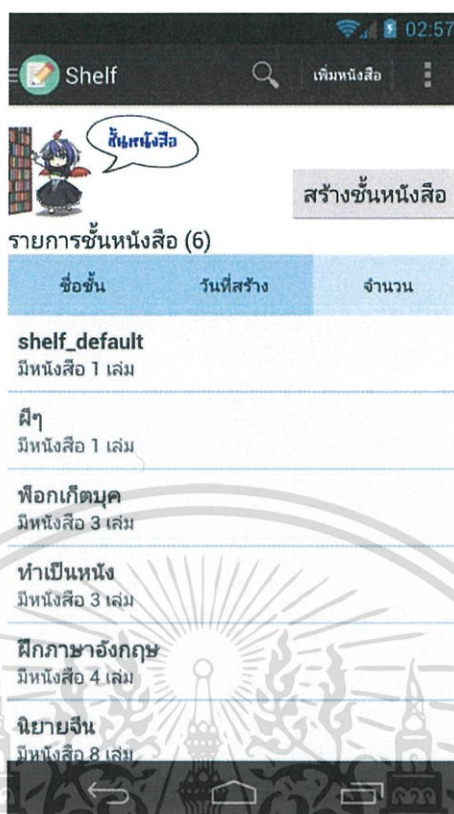 02:57
Shelf เพิ่มหนังสือ
ชั้นหนังสือ
สร้างชั้นหนังสือ
รายการชั้นหนังสือ (6)
ชื่อชั้น วันที่สร้าง จำนวน
shelf_default
มีหนังสือ 1 เล่ม
ผีๆ
มีหนังสือ 1 เล่ม
พ็อกเก็ตบุค
มีหนังสือ 3 เล่ม
ทำเป็นหนัง
มีหนังสือ 3 เล่ม
ฝึกภาษาอังกฤษ
มีหนังสือ 4 เล่ม
นิยายจีน
มีหนังสือ 8 เล่ม